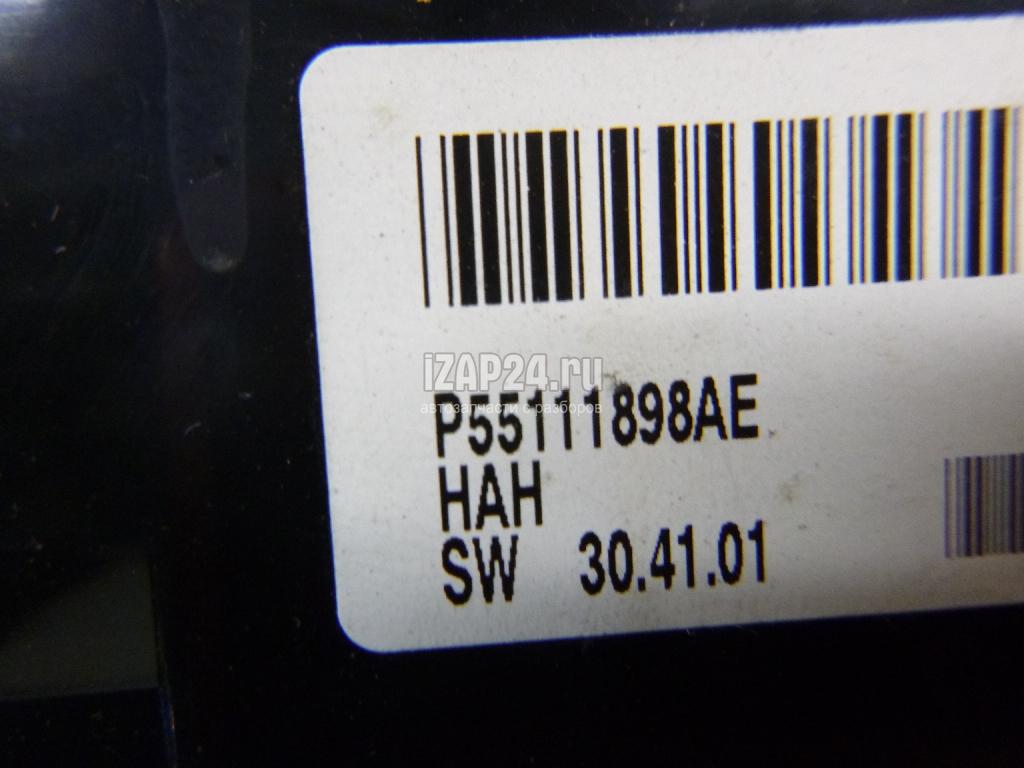 iZAP24.ru
автозапчасти с разборов
P55111898AE
HAH
SW 30.41.01